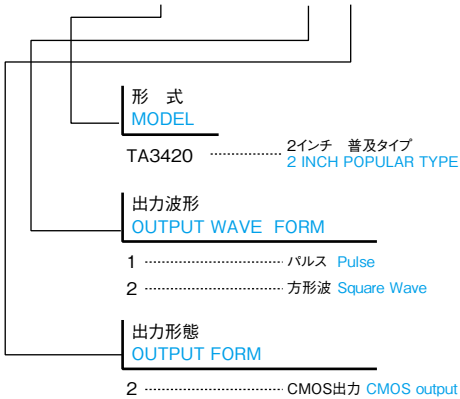 形 式
MODEL
TA3420 2インチ 普及タイプ
2 INCH POPULAR TYPE
出力波形
OUTPUT WAVE FORM
1 パルス Pulse
2 方形波 Square Wave
出力形態
OUTPUT FORM
2 CMOS出力 CMOS output